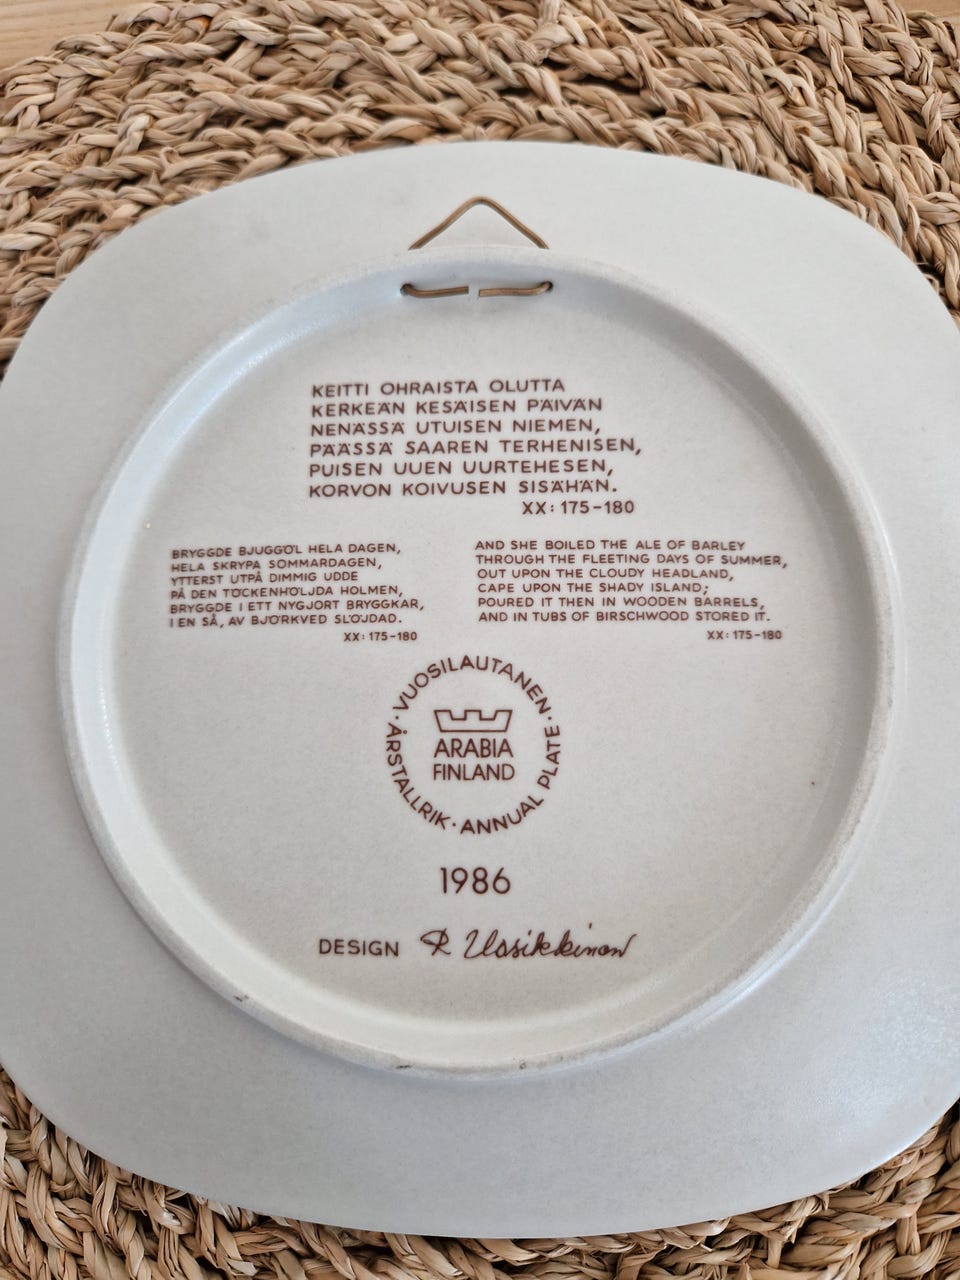 KEITTI OHRAISTA OLUTTA
KERKEÄN KESÄISEN PÄIVÄN
NENÄSSÄ UTUISEN NIEMEN,
PÄÄSSÄ SAAREN TERHENISEN,
PUISEN UUEN UURTEHESEN,
KORVON KOIVUSEN SISÄHÄN.
XX: 175-180
BRYGGDE BJUGGÖL HELA DAGEN,
HELA SKRYPA SOMMARDAGEN,
YTTERST UTPÅ DIMMIG UDDE
PÅ DEN TÖCKENHÖLJDA HOLMEN,
BRYGGDE I ETT NYGJORT BRYGGKAR,
I EN SÅ, AV BJÖRKVED SLÖJDAD.
XX: 175-180
AND SHE BOILED THE ALE OF BARLEY
THROUGH THE FLEETING DAYS OF SUMMER,
OUT UPON THE CLOUDY HEADLAND,
CAPE UPON THE SHADY ISLAND;
POURED IT THEN IN WOODEN BARRELS,
AND IN TUBS OF BIRSCHWOOD STORED IT.
XX: 175-180
· VUOSILAUTANEN · ANNUAL PLATE · ÅRSTALLRIK
ARABIA
FINLAND
1986
DESIGN R Uosikkinen